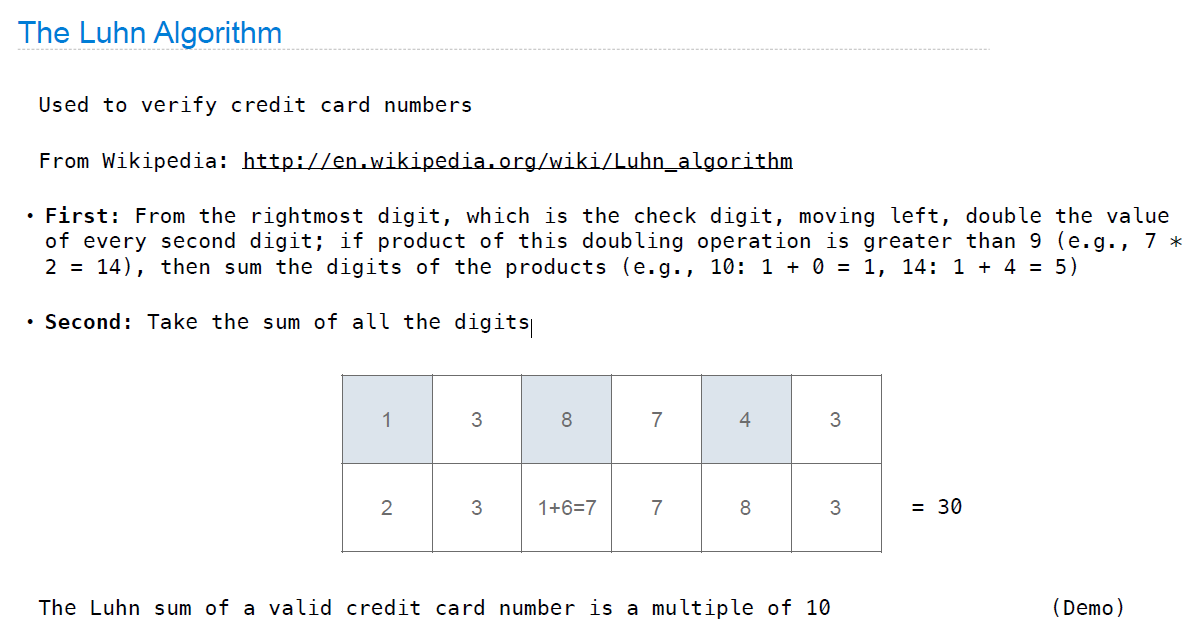 The Luhn Algorithm
Used to verify credit card numbers
From Wikipedia: http://en.wikipedia.org/wiki/Luhn_algorithm
• First: From the rightmost digit, which is the check digit, moving left, double the value
of every second digit; if product of this doubling operation is greater than 9 (e.g., 7 *
2 = 14), then sum the digits of the products (e.g., 10: 1 + 0 = 1, 14: 1 + 4 = 5)
• Second: Take the sum of all the digits
1 3 8 7 4 3
2 3 1+6=7 7 8 3 = 30
The Luhn sum of a valid credit card number is a multiple of 10 (Demo)